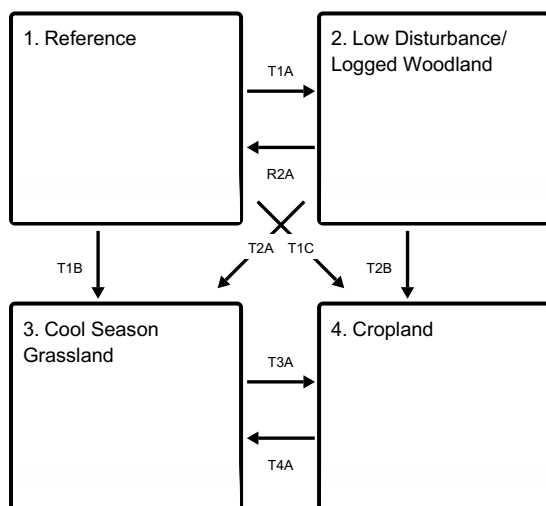 1. Reference
2. Low Disturbance/
Logged Woodland
T1A
R2A
T1B
T2A
T1C
T2B
3. Cool Season
Grassland
4. Cropland
T3A
T4A